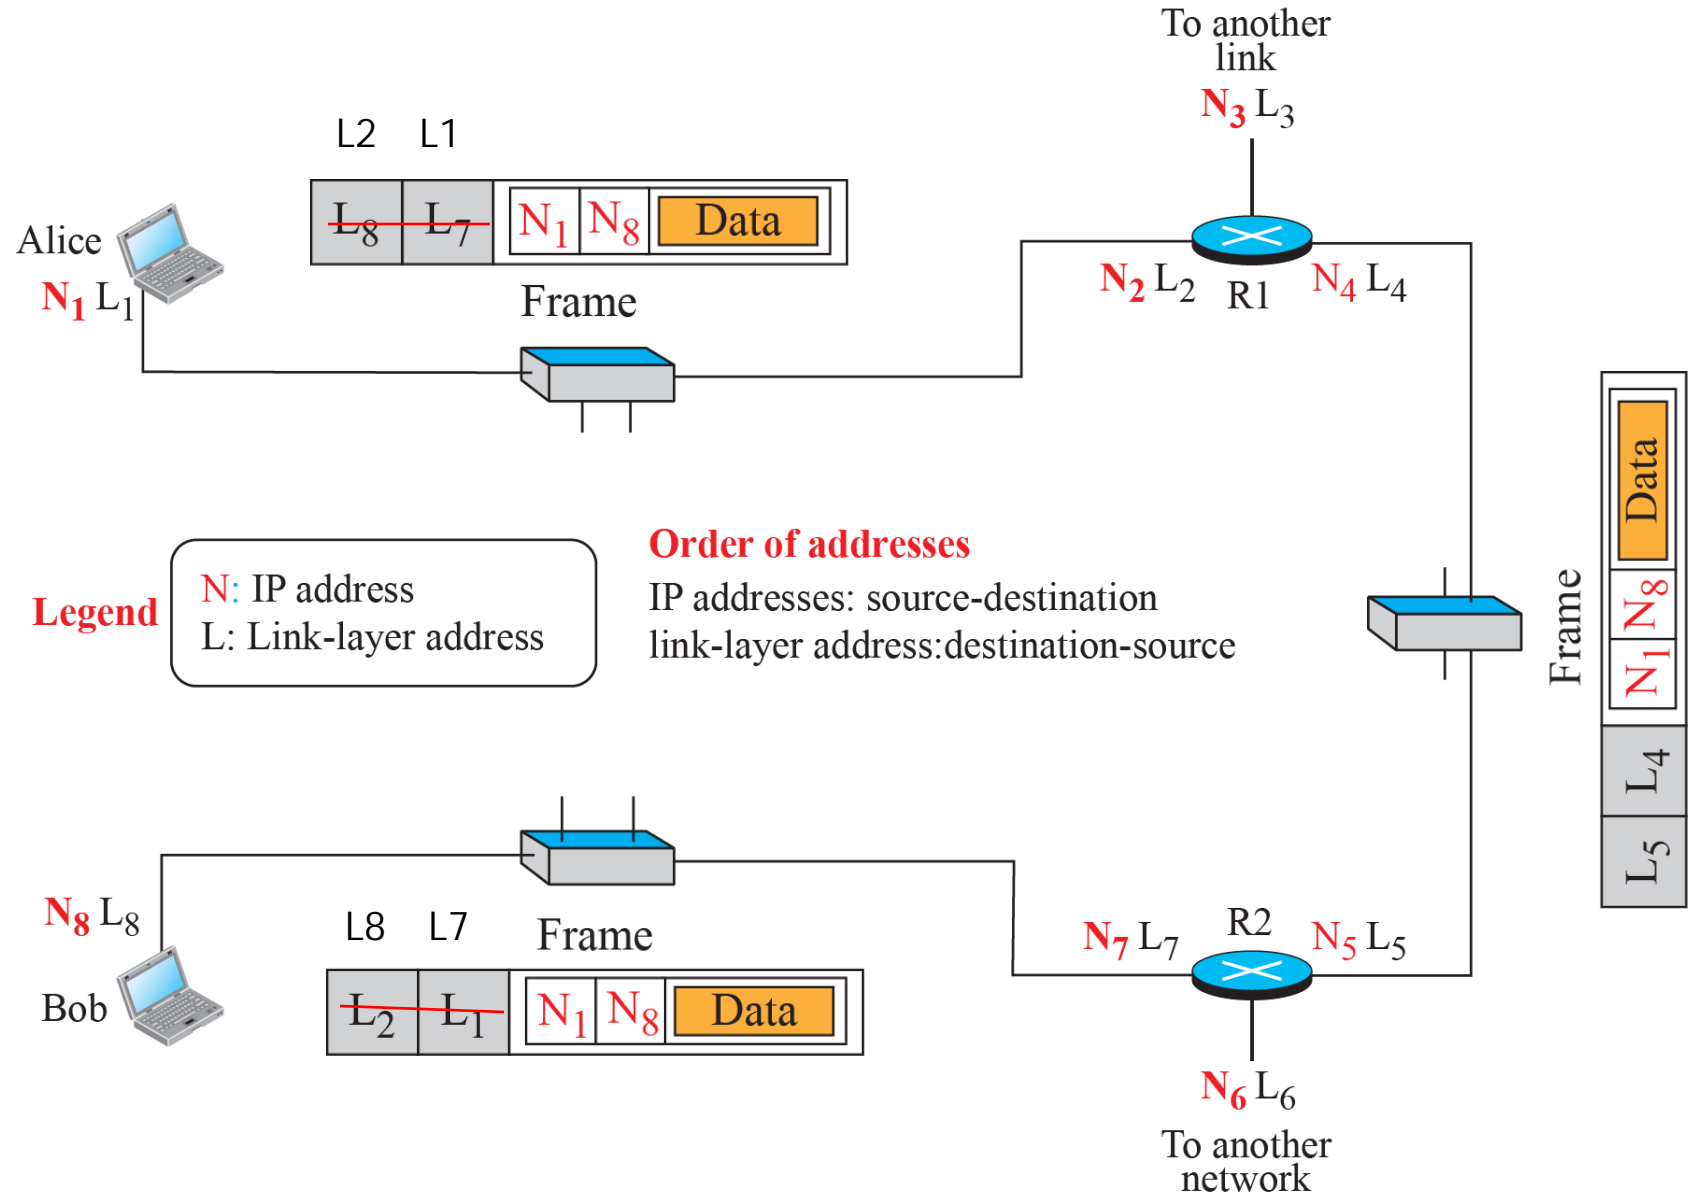 To another
link
N3 L3
L2 L1
L8 L7 N1 N8 Data
Alice
N1 L1
Frame
N2 L2
R1
N4 L4
Data
N8
N1
L4
L5
Frame
Order of addresses
IP addresses: source-destination
link-layer address:destination-source
Legend
N: IP address
L: Link-layer address
N8 L8
Bob
L8 L7
Frame
L2 L1 N1 N8 Data
R2
N7 L7
N5 L5
N6 L6
To another
network